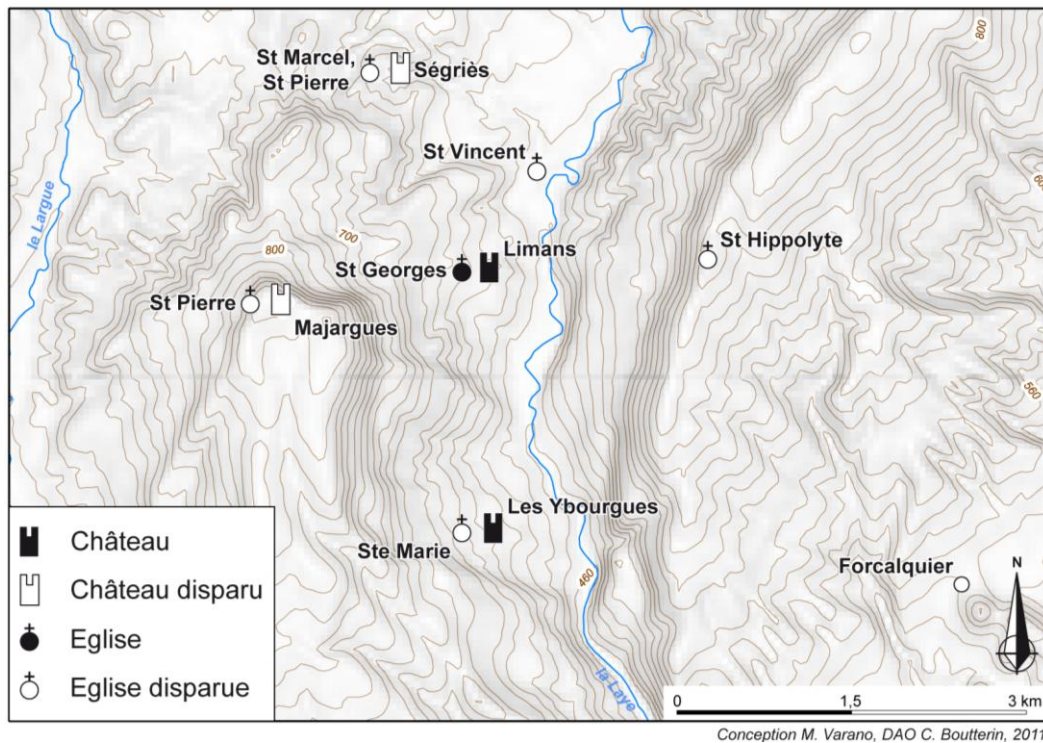 800
St Marcel,
St Pierre
Ségriès
St Vincent
le Largue
700
800
St Georges
Limans
St Hippolyte
St Pierre
Majargues
560
Les Ybourgues
Ste Marie
460
Forcalquier
la Laye
N
Château
Château disparu
Eglise
Eglise disparue
0 1,5 3 km
Conception M. Varano, DAO C. Boutterin, 2011